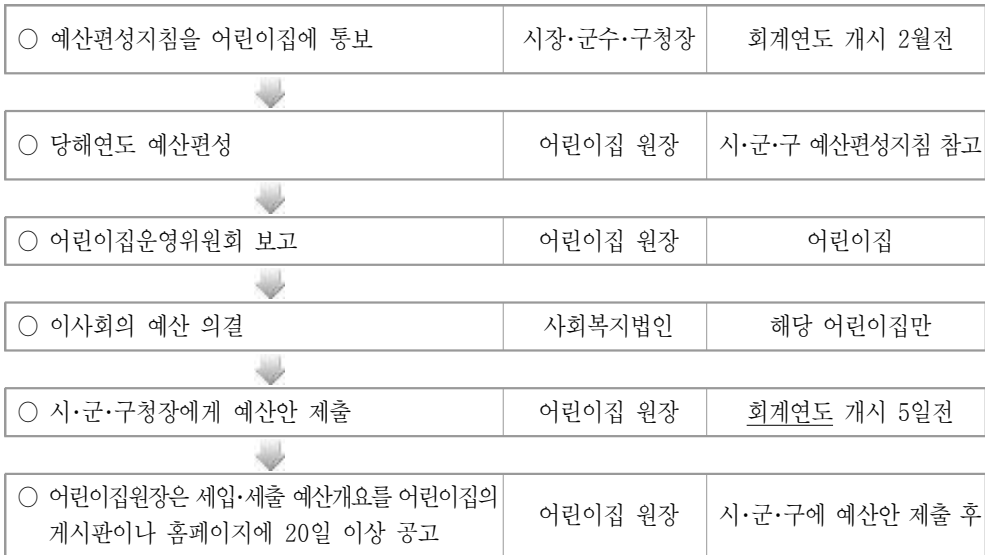 ○ 예산편성지침을 어린이집에 통보 시장·군수·구청장 회계연도 개시 2월전
○ 당해연도 예산편성 어린이집 원장 시·군·구 예산편성지침 참고
○ 어린이집운영위원회 보고 어린이집 원장 어린이집
○ 이사회의 예산 의결 사회복지법인 해당 어린이집만
○ 시·군·구청장에게 예산안 제출 어린이집 원장 회계연도 개시 5일전
○ 어린이집원장은 세입·세출 예산개요를 어린이집의
게시판이나 홈페이지에 20일 이상 공고 어린이집 원장 시·군·구에 예산안 제출 후